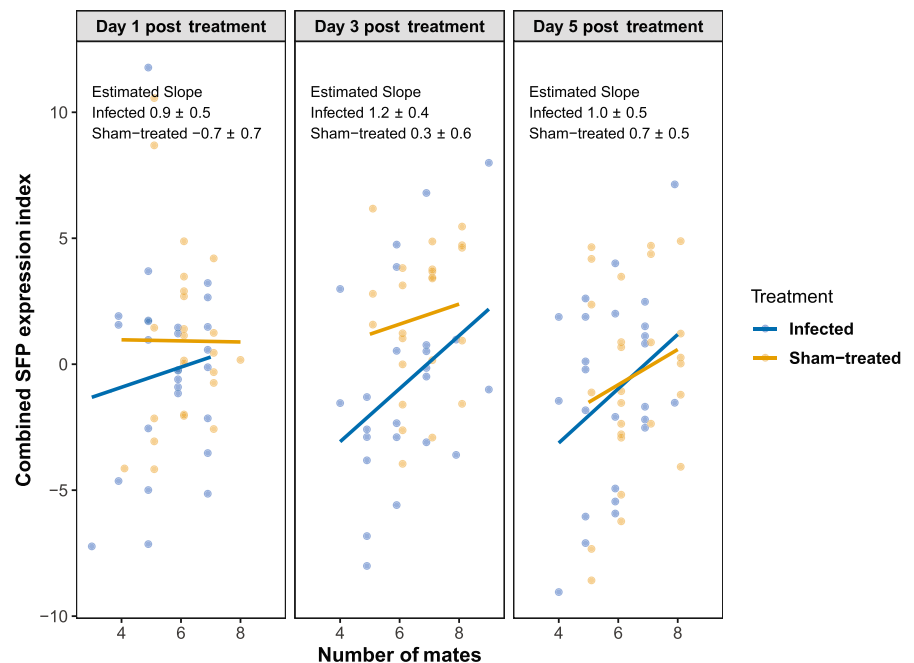 Day 1 post treatment
Day 3 post treatment
Day 5 post treatment
Estimated Slope
Infected 0.9 ± 0.5
Sham−treated −0.7 ± 0.7
Estimated Slope
Infected 1.2 ± 0.4
Sham−treated 0.3 ± 0.6
Estimated Slope
Infected 1.0 ± 0.5
Sham−treated 0.7 ± 0.5
Combined SFP expression index
10
5
0
−5
−10
4 6 8
4 6 8
4 6 8
Number of mates
Treatment
Infected
Sham−treated